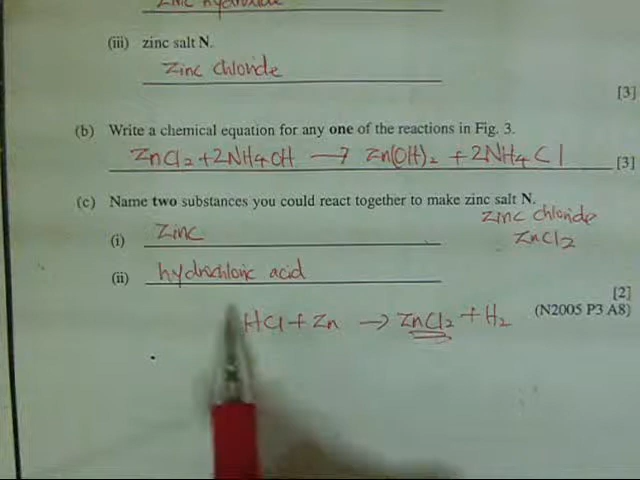 zinc hydroxide
(iii) zinc salt N.
zinc chloride
[3]
(b) Write a chemical equation for any one of the reactions in Fig. 3.
ZnCl₂ + 2NH₄OH → Zn(OH)₂ + 2NH₄Cl
[3]
(c) Name two substances you could react together to make zinc salt N.
zinc chloride
ZnCl₂
(i) zinc
(ii) hydrochloric acid
[2]
(N2005 P3 A8)
HCl + Zn → ZnCl₂ + H₂